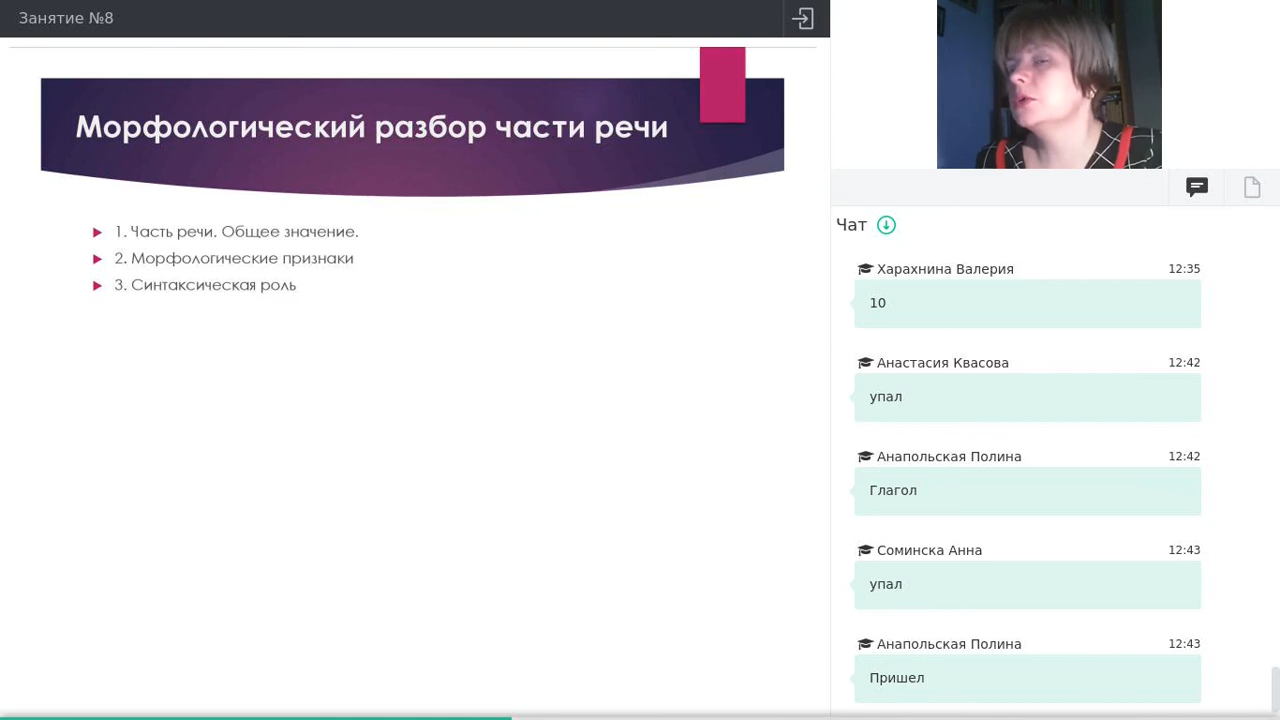 Занятие №8
Морфологический разбор части речи
1. Часть речи. Общее значение.
2. Морфологические признаки
3. Синтаксическая роль
Чат
Харахнина Валерия 12:35
10
Анастасия Квасова 12:42
упал
Анапольская Полина 12:42
Глагол
Соминска Анна 12:43
упал
Анапольская Полина 12:43
Пришел